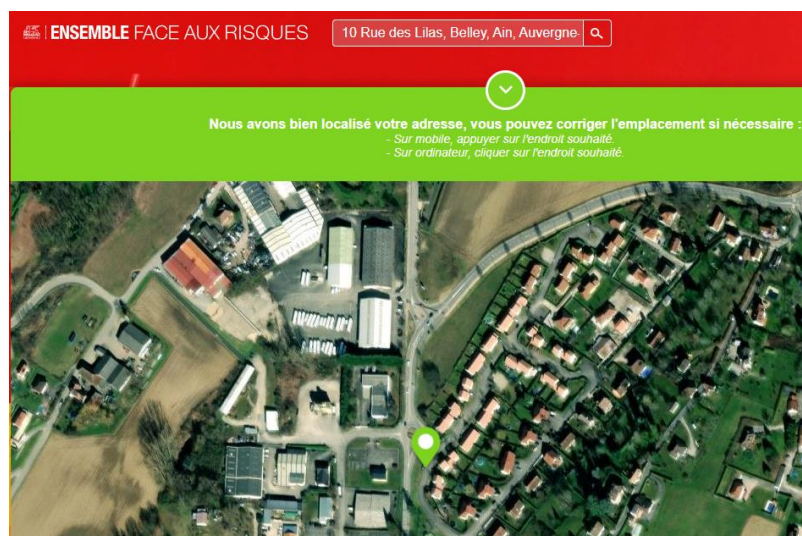 ENSEMBLE FACE AUX RISQUES
10 Rue des Lilas, Belley, Ain, Auvergne-
Nous avons bien localisé votre adresse, vous pouvez corriger l'emplacement si nécessaire :
- Sur mobile, appuyer sur l'endroit souhaité.
- Sur ordinateur, cliquer sur l'endroit souhaité.